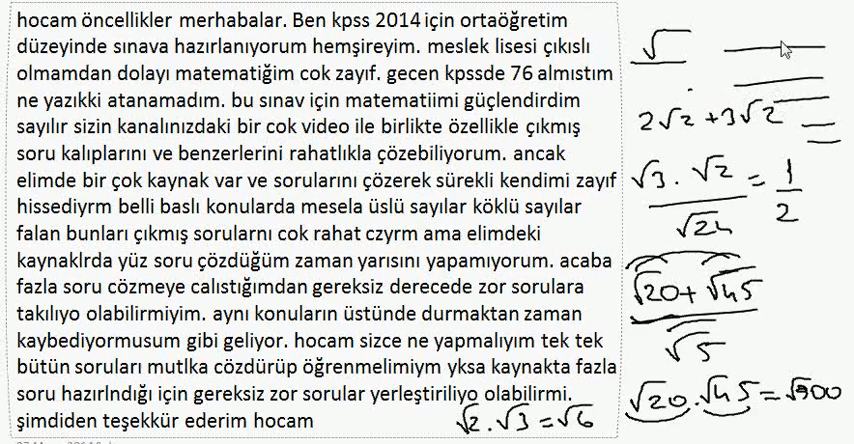 hocam öncellikler merhabalar. Ben kpss 2014 için ortaöğretim
düzeyinde sınava hazırlanıyorum hemşireyim. meslek lisesi çıkışlı
olmamdan dolayı matematiğim cok zayıf. gecen kpssde 76 almıstım
ne yazıkki atanamadım. bu sınav için matematiimi güçlendirdim
sayılır sizin kanalınızdaki bir cok video ile birlikte özellikle çıkmış
soru kalıplarını ve benzerlerini rahatlıkla çözebiliyorum. ancak
elimde bir çok kaynak var ve sorularını çözerek sürekli kendimi zayıf
hissediyrm belli baslı konularda mesela üslü sayılar köklü sayılar
falan bunları çıkmış sorularnı cok rahat czyrm ama elimdeki
kaynaklrda yüz soru çözdüğüm zaman yarısını yapamıyorum. acaba
fazla soru cözmeye calıstığımdan gereksiz derecede zor sorulara
takılıyo olabilirmiyim. aynı konuların üstünde durmaktan zaman
kaybediyormusum gibi geliyor. hocam sizce ne yapmalıyım tek tek
bütün soruları mutlka cözdürüp öğrenmelimiym yksa kaynakta fazla
soru hazırlndığı için gereksiz zor sorular yerleştiriliyo olabilirmi.
şimdiden teşekkür ederim hocam
√2 . √3 = √6
√
2√2 + 3√2
√3 . √2 / √24 = 1/2
√20 + √45 / √5
√20 . √45 = √900